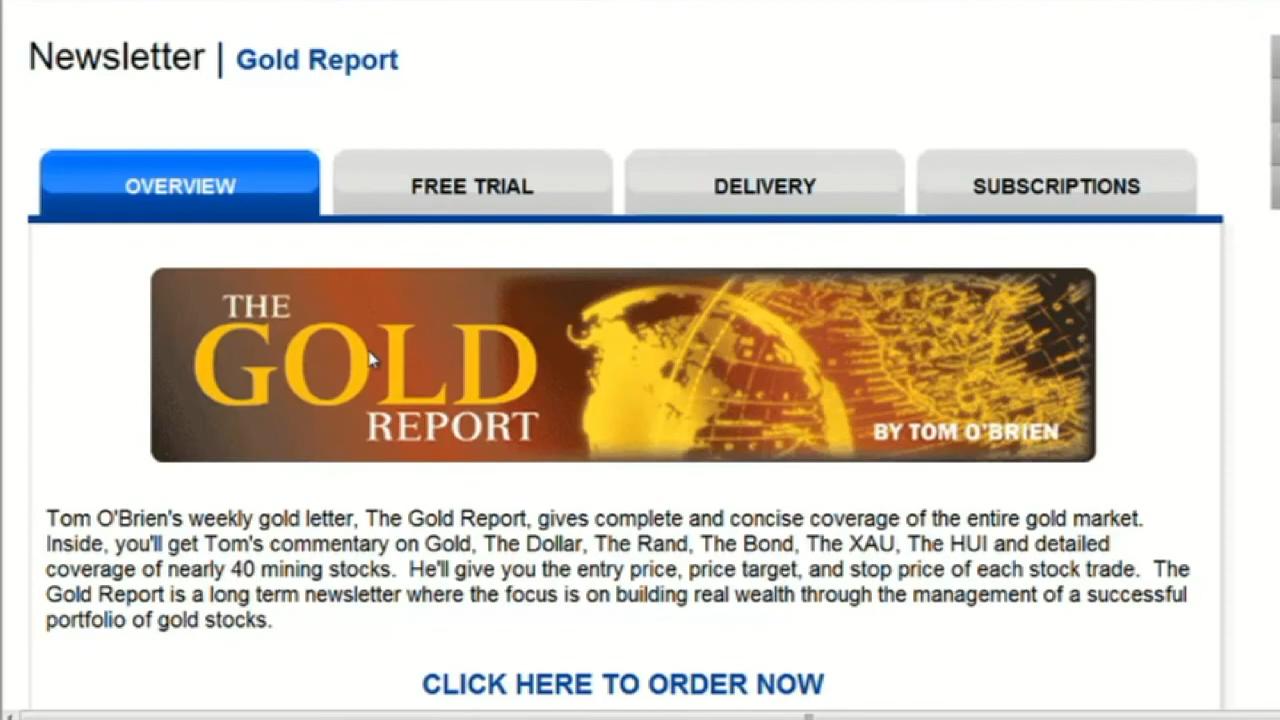 Newsletter | Gold Report
OVERVIEW
FREE TRIAL
DELIVERY
SUBSCRIPTIONS
THE
GOLD
REPORT
BY TOM O'BRIEN
Tom O'Brien's weekly gold letter, The Gold Report, gives complete and concise coverage of the entire gold market.
Inside, you'll get Tom's commentary on Gold, The Dollar, The Rand, The Bond, The XAU, The HUI and detailed
coverage of nearly 40 mining stocks.  He'll give you the entry price, price target, and stop price of each stock trade.  The
Gold Report is a long term newsletter where the focus is on building real wealth through the management of a successful
portfolio of gold stocks.
CLICK HERE TO ORDER NOW